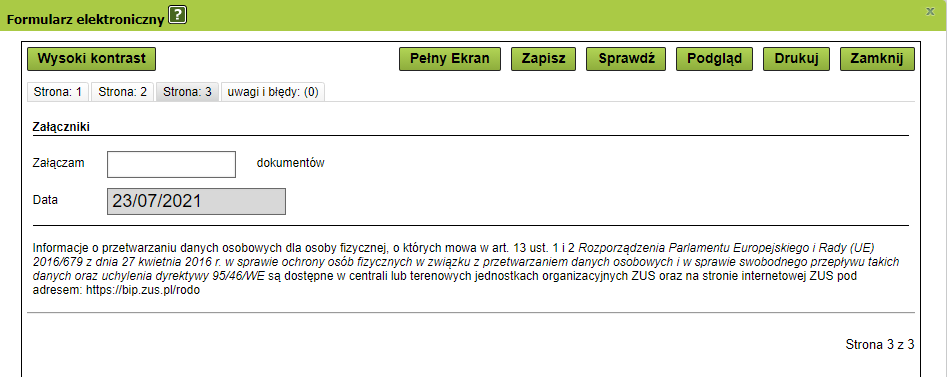 Formularz elektroniczny ?
x
Wysoki kontrast Pełny Ekran Zapisz Sprawdź Podgląd Drukuj Zamknij
Strona: 1 Strona: 2 Strona: 3 uwagi i błędy: (0)
Załączniki
Załączam dokumentów
Data 23/07/2021
Informacje o przetwarzaniu danych osobowych dla osoby fizycznej, o których mowa w art. 13 ust. 1 i 2 Rozporządzenia Parlamentu Europejskiego i Rady (UE)
2016/679 z dnia 27 kwietnia 2016 r. w sprawie ochrony osób fizycznych w związku z przetwarzaniem danych osobowych i w sprawie swobodnego przepływu takich
danych oraz uchylenia dyrektywy 95/46/WE są dostępne w centrali lub terenowych jednostkach organizacyjnych ZUS oraz na stronie internetowej ZUS pod
adresem: https://bip.zus.pl/rodo
Strona 3 z 3